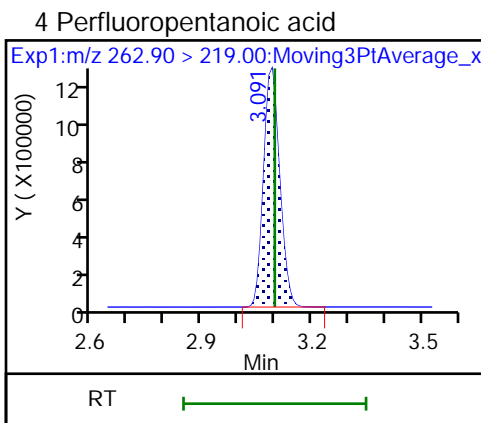 4 Perfluoropentanoic acid
Exp1:m/z 262.90 > 219.00:Moving3PtAverage_x
3.091
Y ( X100000)
12
10
8
6
4
2
0
2.6 2.9 3.2 3.5
Min
RT